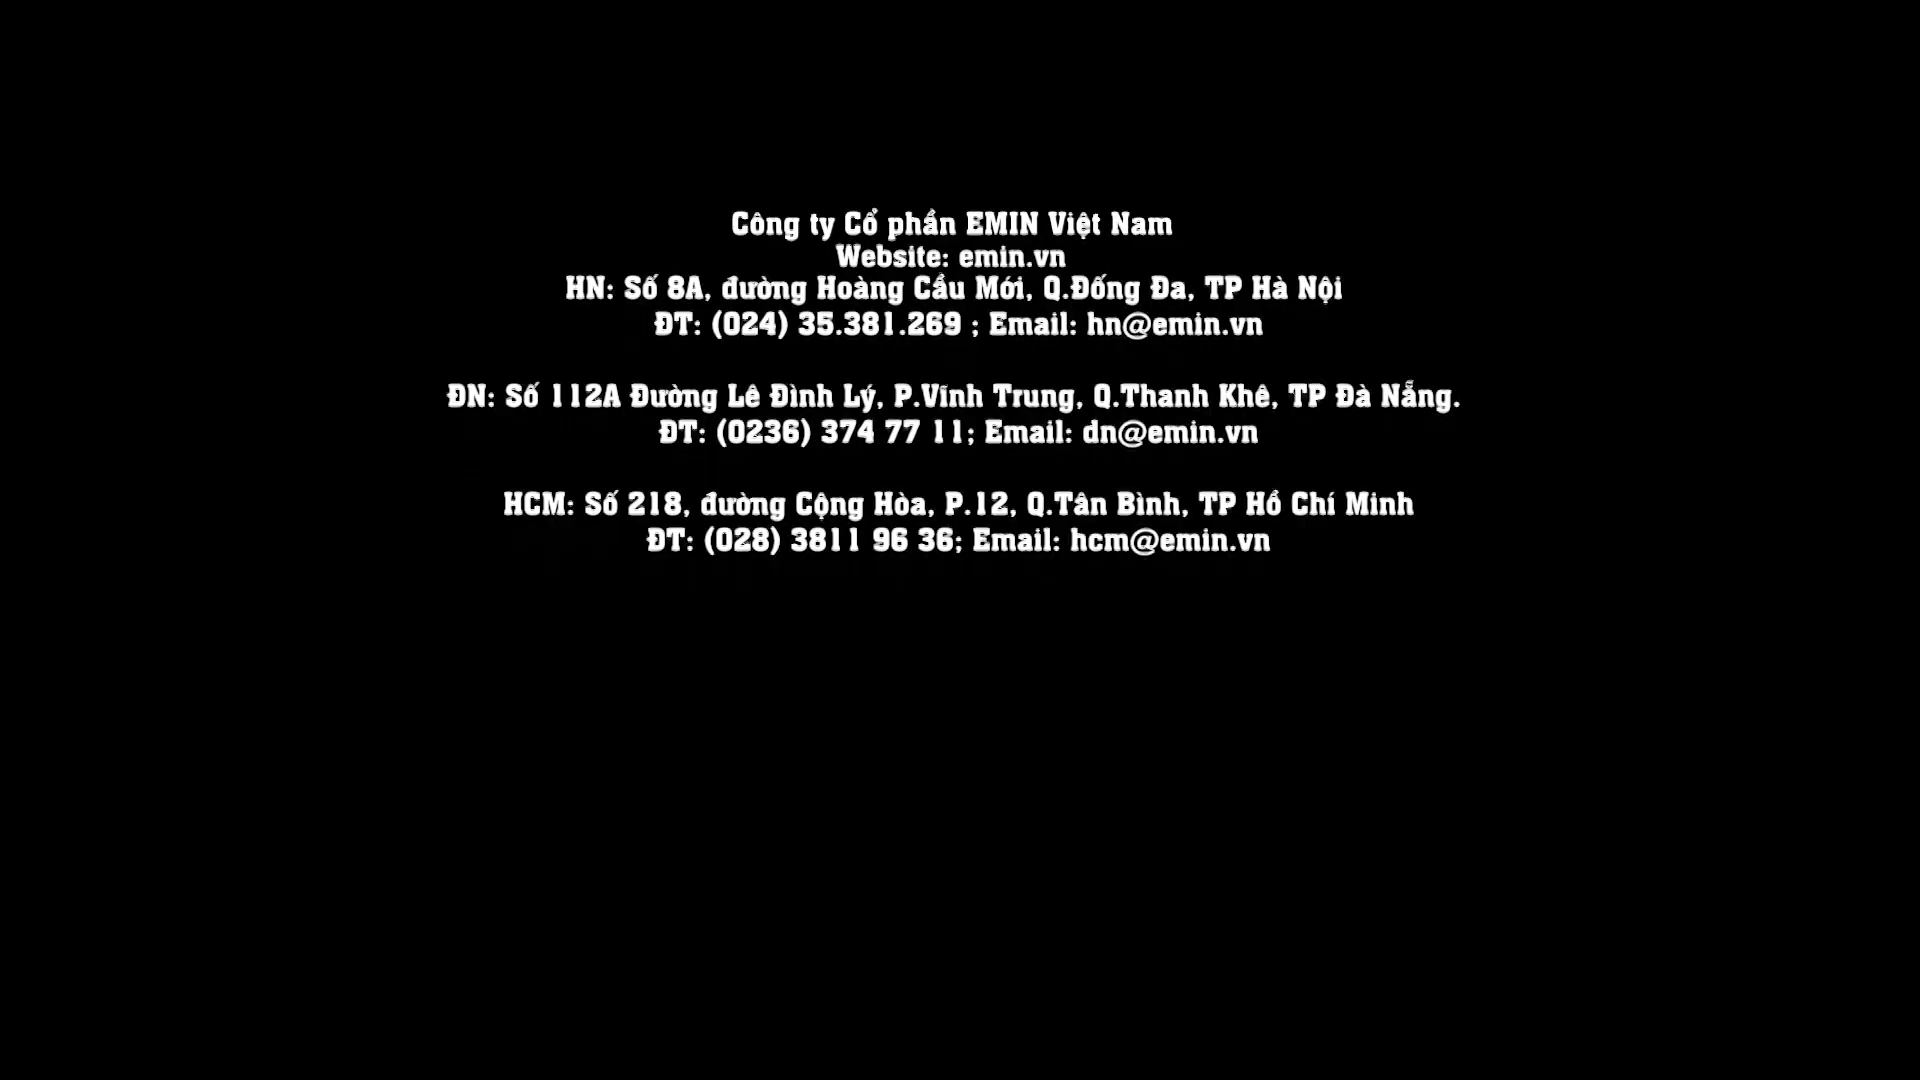 Công ty Cổ phần EMIN Việt Nam
Website: emin.vn
HN: Số 8A, đường Hoàng Cầu Mới, Q.Đống Đa, TP Hà Nội
ĐT: (024) 35.381.269 ; Email: hn@emin.vn
ĐN: Số 112A Đường Lê Đình Lý, P.Vĩnh Trung, Q.Thanh Khê, TP Đà Nẵng.
ĐT: (0236) 374 77 11; Email: dn@emin.vn
HCM: Số 218, đường Cộng Hòa, P.12, Q.Tân Bình, TP Hồ Chí Minh
ĐT: (028) 3811 96 36; Email: hcm@emin.vn